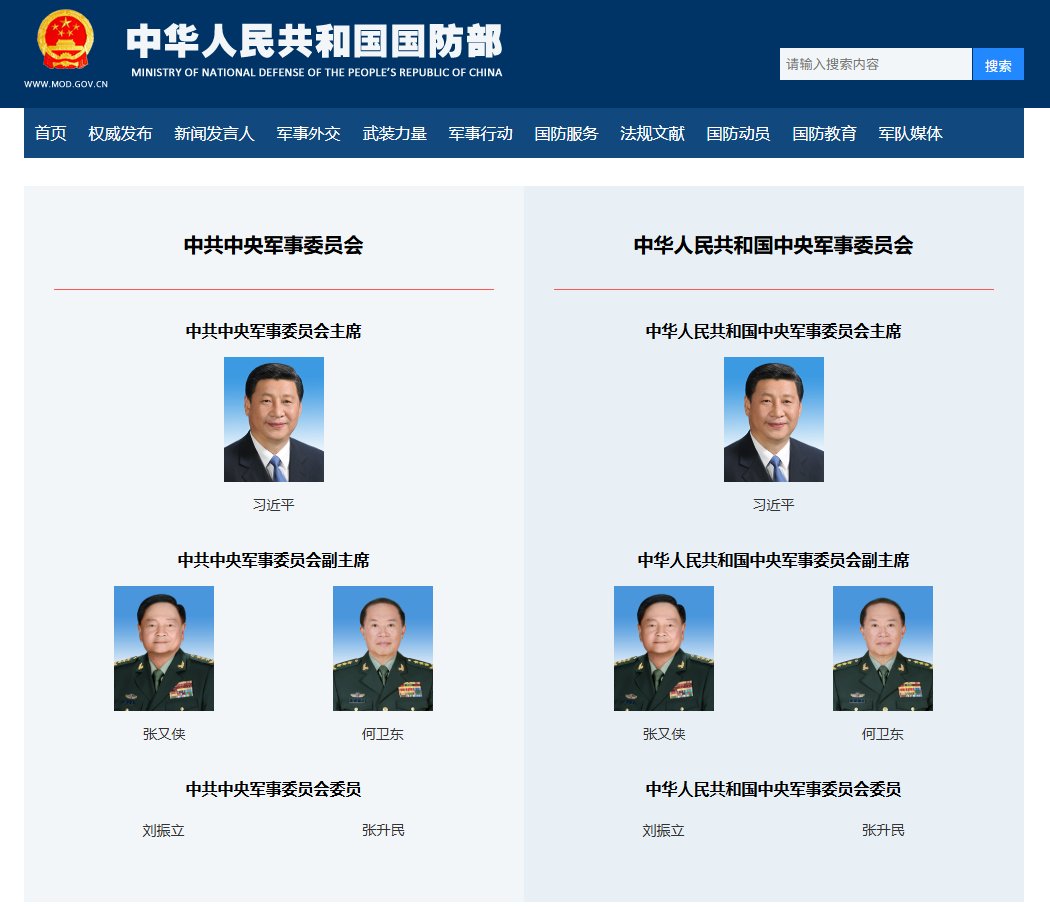 中华人民共和国国防部
MINISTRY OF NATIONAL DEFENSE OF THE PEOPLE'S REPUBLIC OF CHINA
WWW.MOD.GOV.CN
请输入搜索内容 搜索
首页 权威发布 新闻发言人 军事外交 武装力量 军事行动 国防服务 法规文献 国防动员 国防教育 军队媒体
中共中央军事委员会
中共中央军事委员会主席
习近平
中共中央军事委员会副主席
张又侠 何卫东
中共中央军事委员会委员
刘振立 张升民
中华人民共和国中央军事委员会
中华人民共和国中央军事委员会主席
习近平
中华人民共和国中央军事委员会副主席
张又侠 何卫东
中华人民共和国中央军事委员会委员
刘振立 张升民